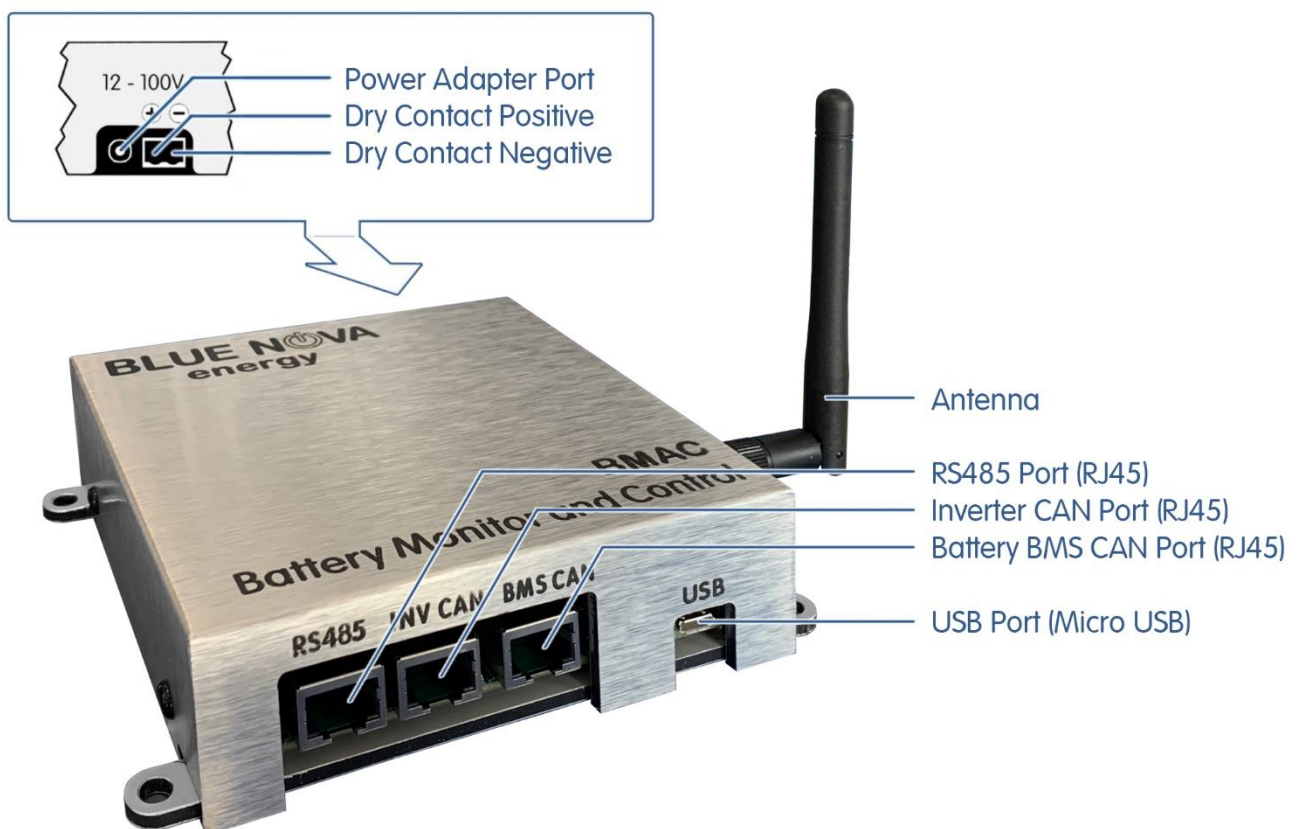 12 - 100V
+ -
Power Adapter Port
Dry Contact Positive
Dry Contact Negative
BLUE NOVA
energy
BMAC
Battery Monitor and Control
RS485
INV CAN
BMS CAN
USB
Antenna
RS485 Port (RJ45)
Inverter CAN Port (RJ45)
Battery BMS CAN Port (RJ45)
USB Port (Micro USB)